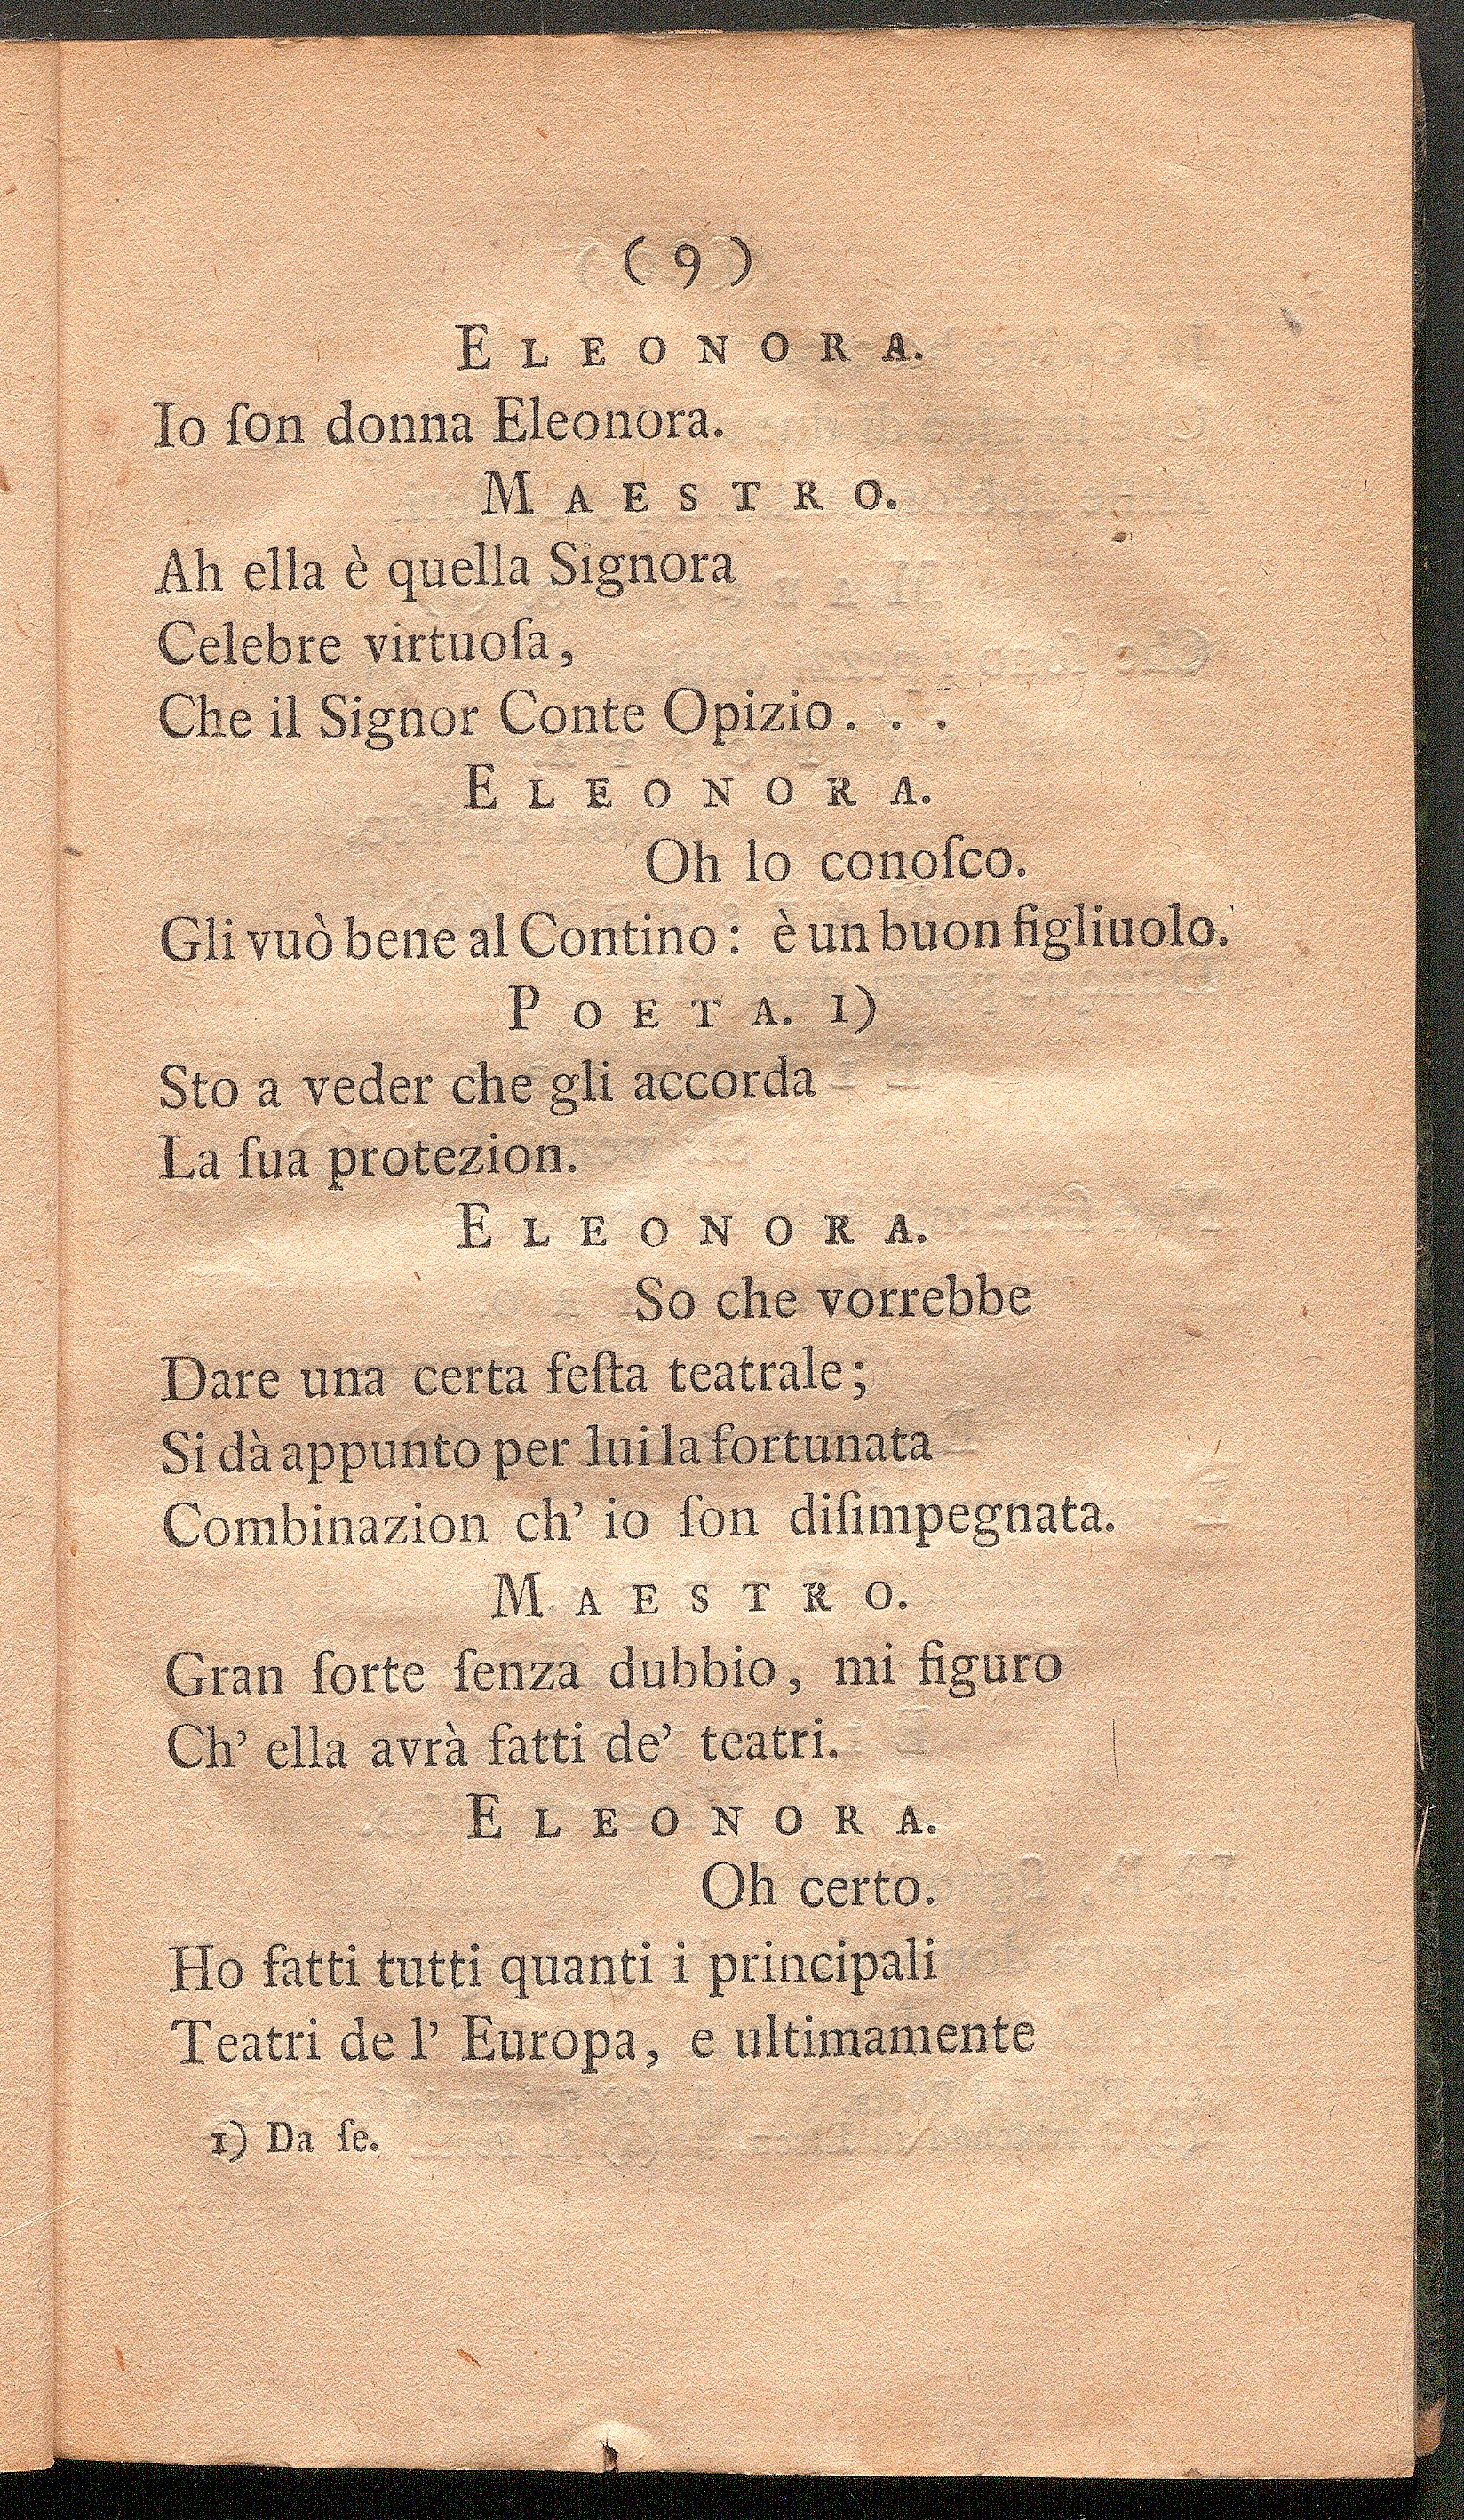 ( 9 )
ELEONORA.
Io ſon donna Eleonora.
MAESTRO.
Ah ella è quella Signora
Celebre virtuoſa,
Che il Signor Conte Opizio. . .
ELEONORA.
Oh lo conoſco.
Gli vuò bene al Contino: è un buon figliuolo.
POETA. 1)
Sto a veder che gli accorda
La ſua protezion.
ELEONORA.
So che vorrebbe
Dare una certa feſta teatrale;
Si dà appunto per lui la fortunata
Combinazion ch' io ſon diſimpegnata.
MAESTRO.
Gran ſorte ſenza dubbio, mi figuro
Ch' ella avrà fatti de' teatri.
ELEONORA.
Oh certo.
Ho fatti tutti quanti i principali
Teatri de l' Europa, e ultimamente
1) Da ſe.